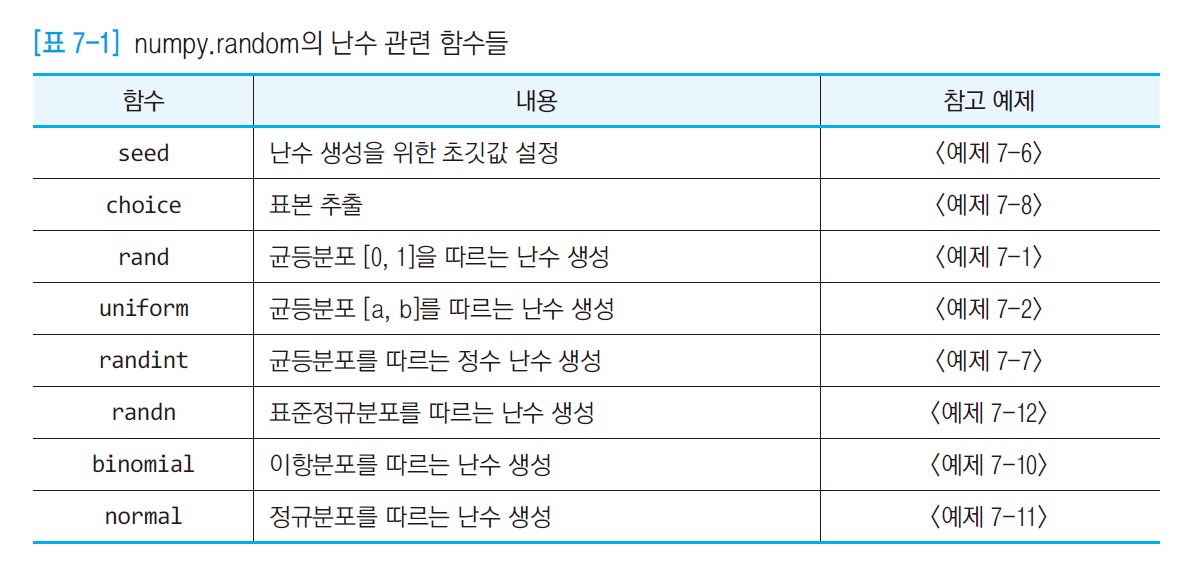 [표 7-1] numpy.random의 난수 관련 함수들
함수 내용 참고 예제
seed 난수 생성을 위한 초깃값 설정 〈예제 7-6〉
choice 표본 추출 〈예제 7-8〉
rand 균등분포 [0, 1]을 따르는 난수 생성 〈예제 7-1〉
uniform 균등분포 [a, b]를 따르는 난수 생성 〈예제 7-2〉
randint 균등분포를 따르는 정수 난수 생성 〈예제 7-7〉
randn 표준정규분포를 따르는 난수 생성 〈예제 7-12〉
binomial 이항분포를 따르는 난수 생성 〈예제 7-10〉
normal 정규분포를 따르는 난수 생성 〈예제 7-11〉